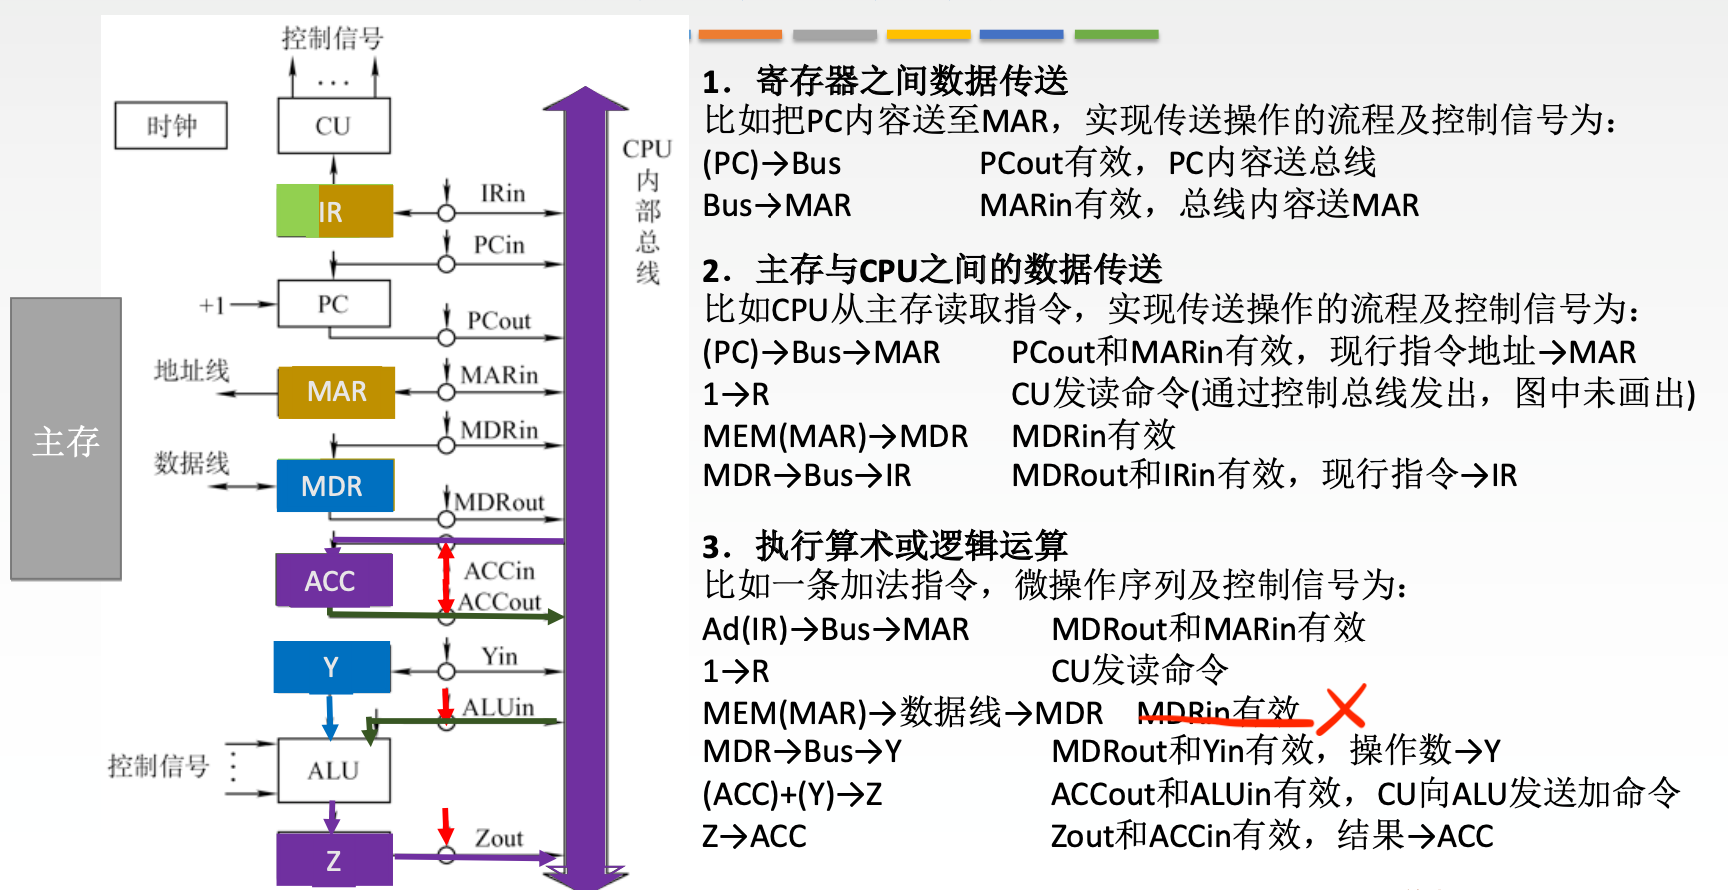 控制信号
...
时钟
CU
CPU
内
部
总
线
IR
IRin
PCin
+1
PC
PCout
主存
地址线
MAR
MARin
MDRin
数据线
MDR
MDRout
ACC
ACCin
ACCout
Y
Yin
ALUin
控制信号
ALU
Z
Zout
1. 寄存器之间数据传送
比如把PC内容送至MAR，实现传送操作的流程及控制信号为：
(PC)→Bus PCout有效，PC内容送总线
Bus→MAR MARin有效，总线内容送MAR
2. 主存与CPU之间的数据传送
比如CPU从主存读取指令，实现传送操作的流程及控制信号为：
(PC)→Bus→MAR PCout和MARin有效，现行指令地址→MAR
1→R CU发读命令(通过控制总线发出，图中未画出)
MEM(MAR)→MDR MDRin有效
MDR→Bus→IR MDRout和IRin有效，现行指令→IR
3. 执行算术或逻辑运算
比如一条加法指令，微操作序列及控制信号为：
Ad(IR)→Bus→MAR MDRout和MARin有效
1→R CU发读命令
MEM(MAR)→数据线→MDR MDRin有效
MDR→Bus→Y MDRout和Yin有效，操作数→Y
(ACC)+(Y)→Z ACCout和ALUin有效，CU向ALU发送加命令
Z→ACC Zout和ACCin有效，结果→ACC